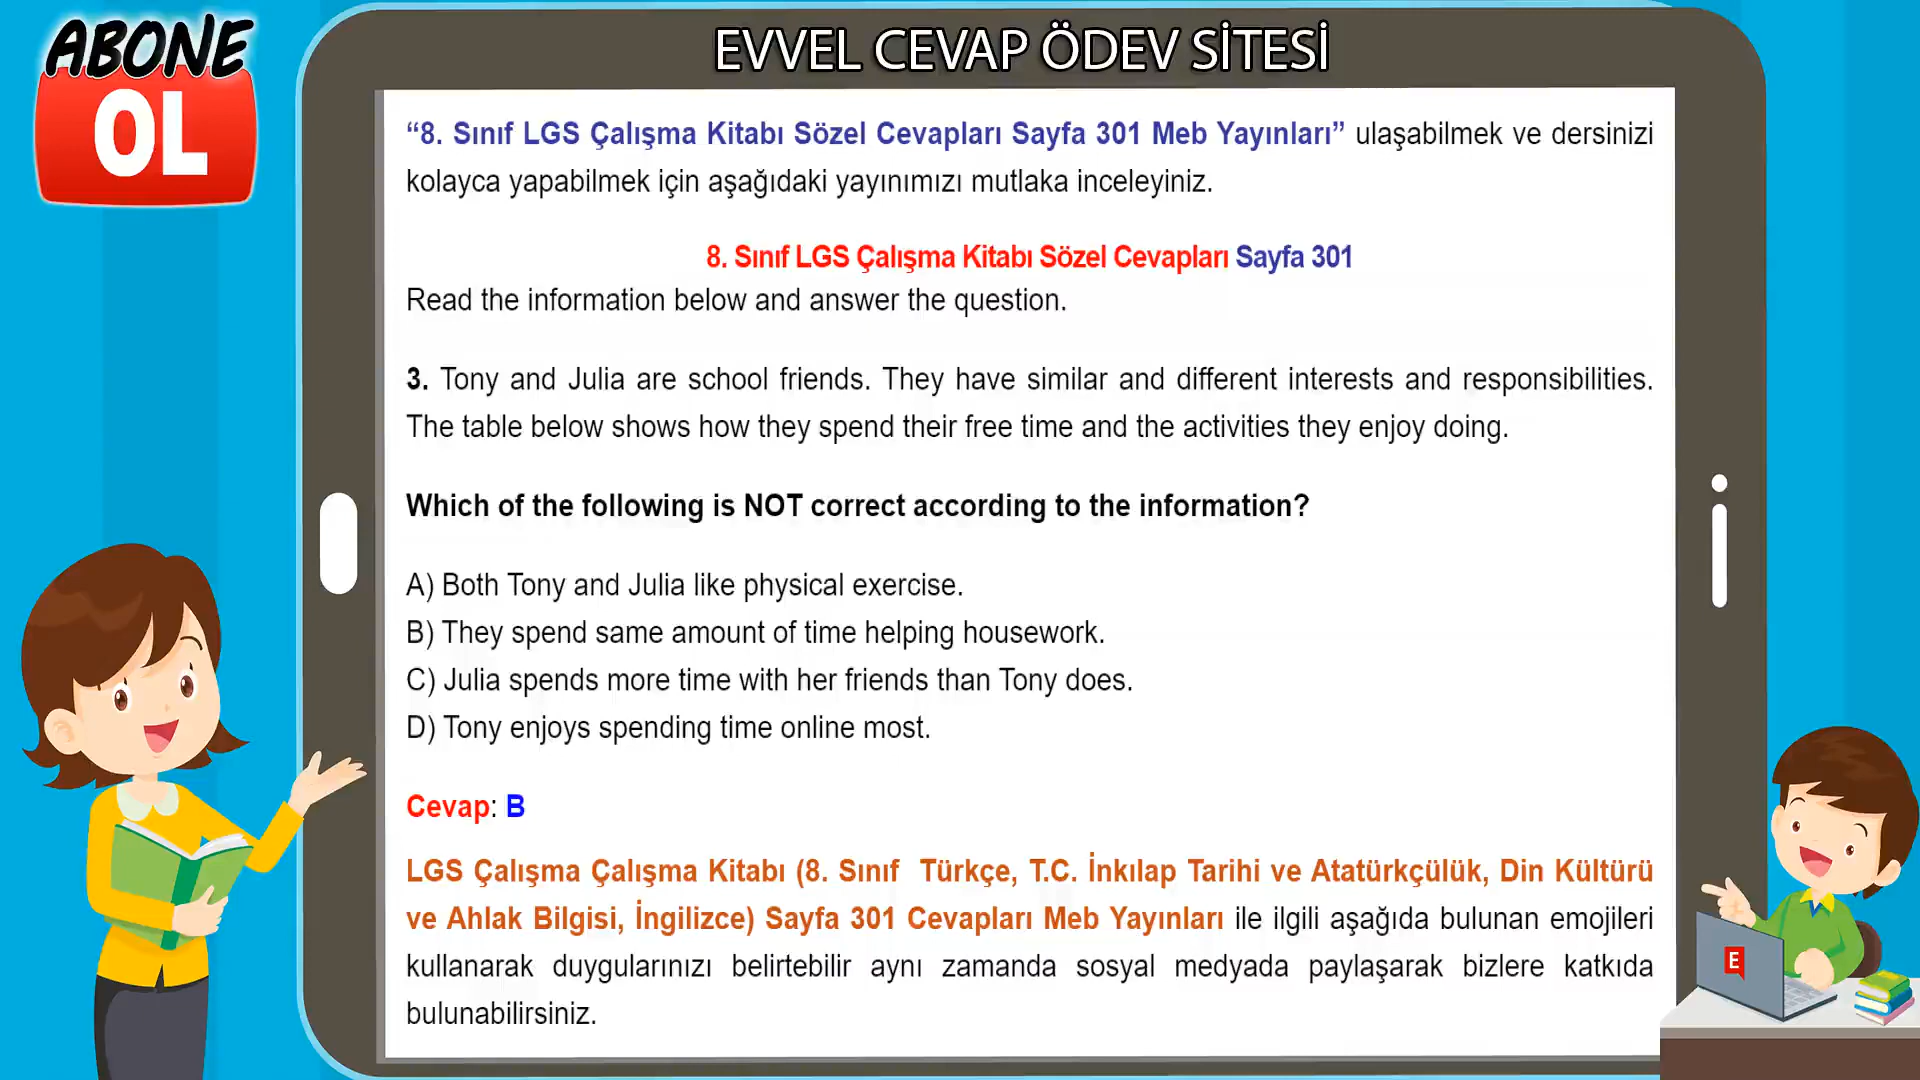 ABONE
OL
EVVEL CEVAP ÖDEV SİTESİ
“8. Sınıf LGS Çalışma Kitabı Sözel Cevapları Sayfa 301 Meb Yayınları” ulaşabilmek ve dersinizi
kolayca yapabilmek için aşağıdaki yayınımızı mutlaka inceleyiniz.
8. Sınıf LGS Çalışma Kitabı Sözel Cevapları Sayfa 301
Read the information below and answer the question.
3. Tony and Julia are school friends. They have similar and different interests and responsibilities.
The table below shows how they spend their free time and the activities they enjoy doing.
Which of the following is NOT correct according to the information?
A) Both Tony and Julia like physical exercise.
B) They spend same amount of time helping housework.
C) Julia spends more time with her friends than Tony does.
D) Tony enjoys spending time online most.
Cevap: B
LGS Çalışma Çalışma Kitabı (8. Sınıf  Türkçe, T.C. İnkılap Tarihi ve Atatürkçülük, Din Kültürü
ve Ahlak Bilgisi, İngilizce) Sayfa 301 Cevapları Meb Yayınları ile ilgili aşağıda bulunan emojileri
kullanarak duygularınızı belirtebilir aynı zamanda sosyal medyada paylaşarak bizlere katkıda
bulunabilirsiniz.
E